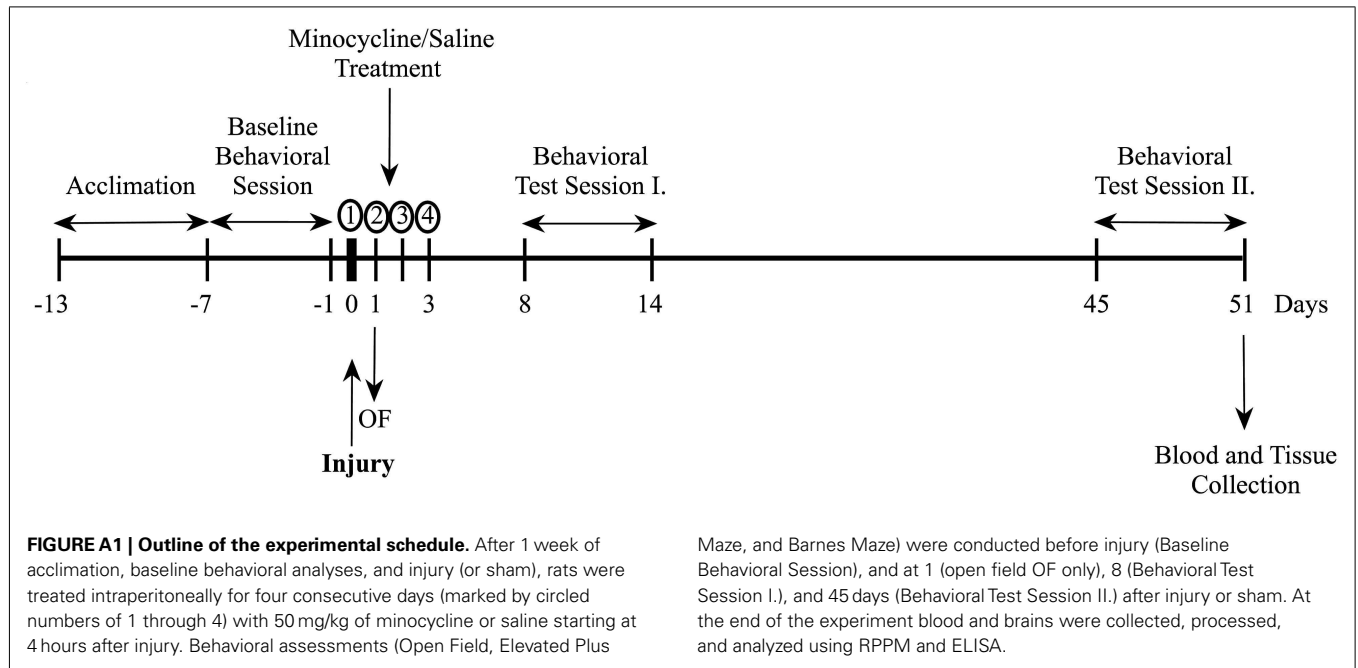 Minocycline/Saline
Treatment
Baseline
Behavioral
Session
Acclimation
Behavioral
Test Session I.
Behavioral
Test Session II.
1 2 3 4
-13 -7 -1 0 1 3 8 14 45 51 Days
OF
Injury
Blood and Tissue
Collection
FIGURE A1 | Outline of the experimental schedule. After 1 week of
acclimation, baseline behavioral analyses, and injury (or sham), rats were
treated intraperitoneally for four consecutive days (marked by circled
numbers of 1 through 4) with 50 mg/kg of minocycline or saline starting at
4 hours after injury. Behavioral assessments (Open Field, Elevated Plus
Maze, and Barnes Maze) were conducted before injury (Baseline
Behavioral Session), and at 1 (open field OF only), 8 (Behavioral Test
Session I.), and 45 days (Behavioral Test Session II.) after injury or sham. At
the end of the experiment blood and brains were collected, processed,
and analyzed using RPPM and ELISA.